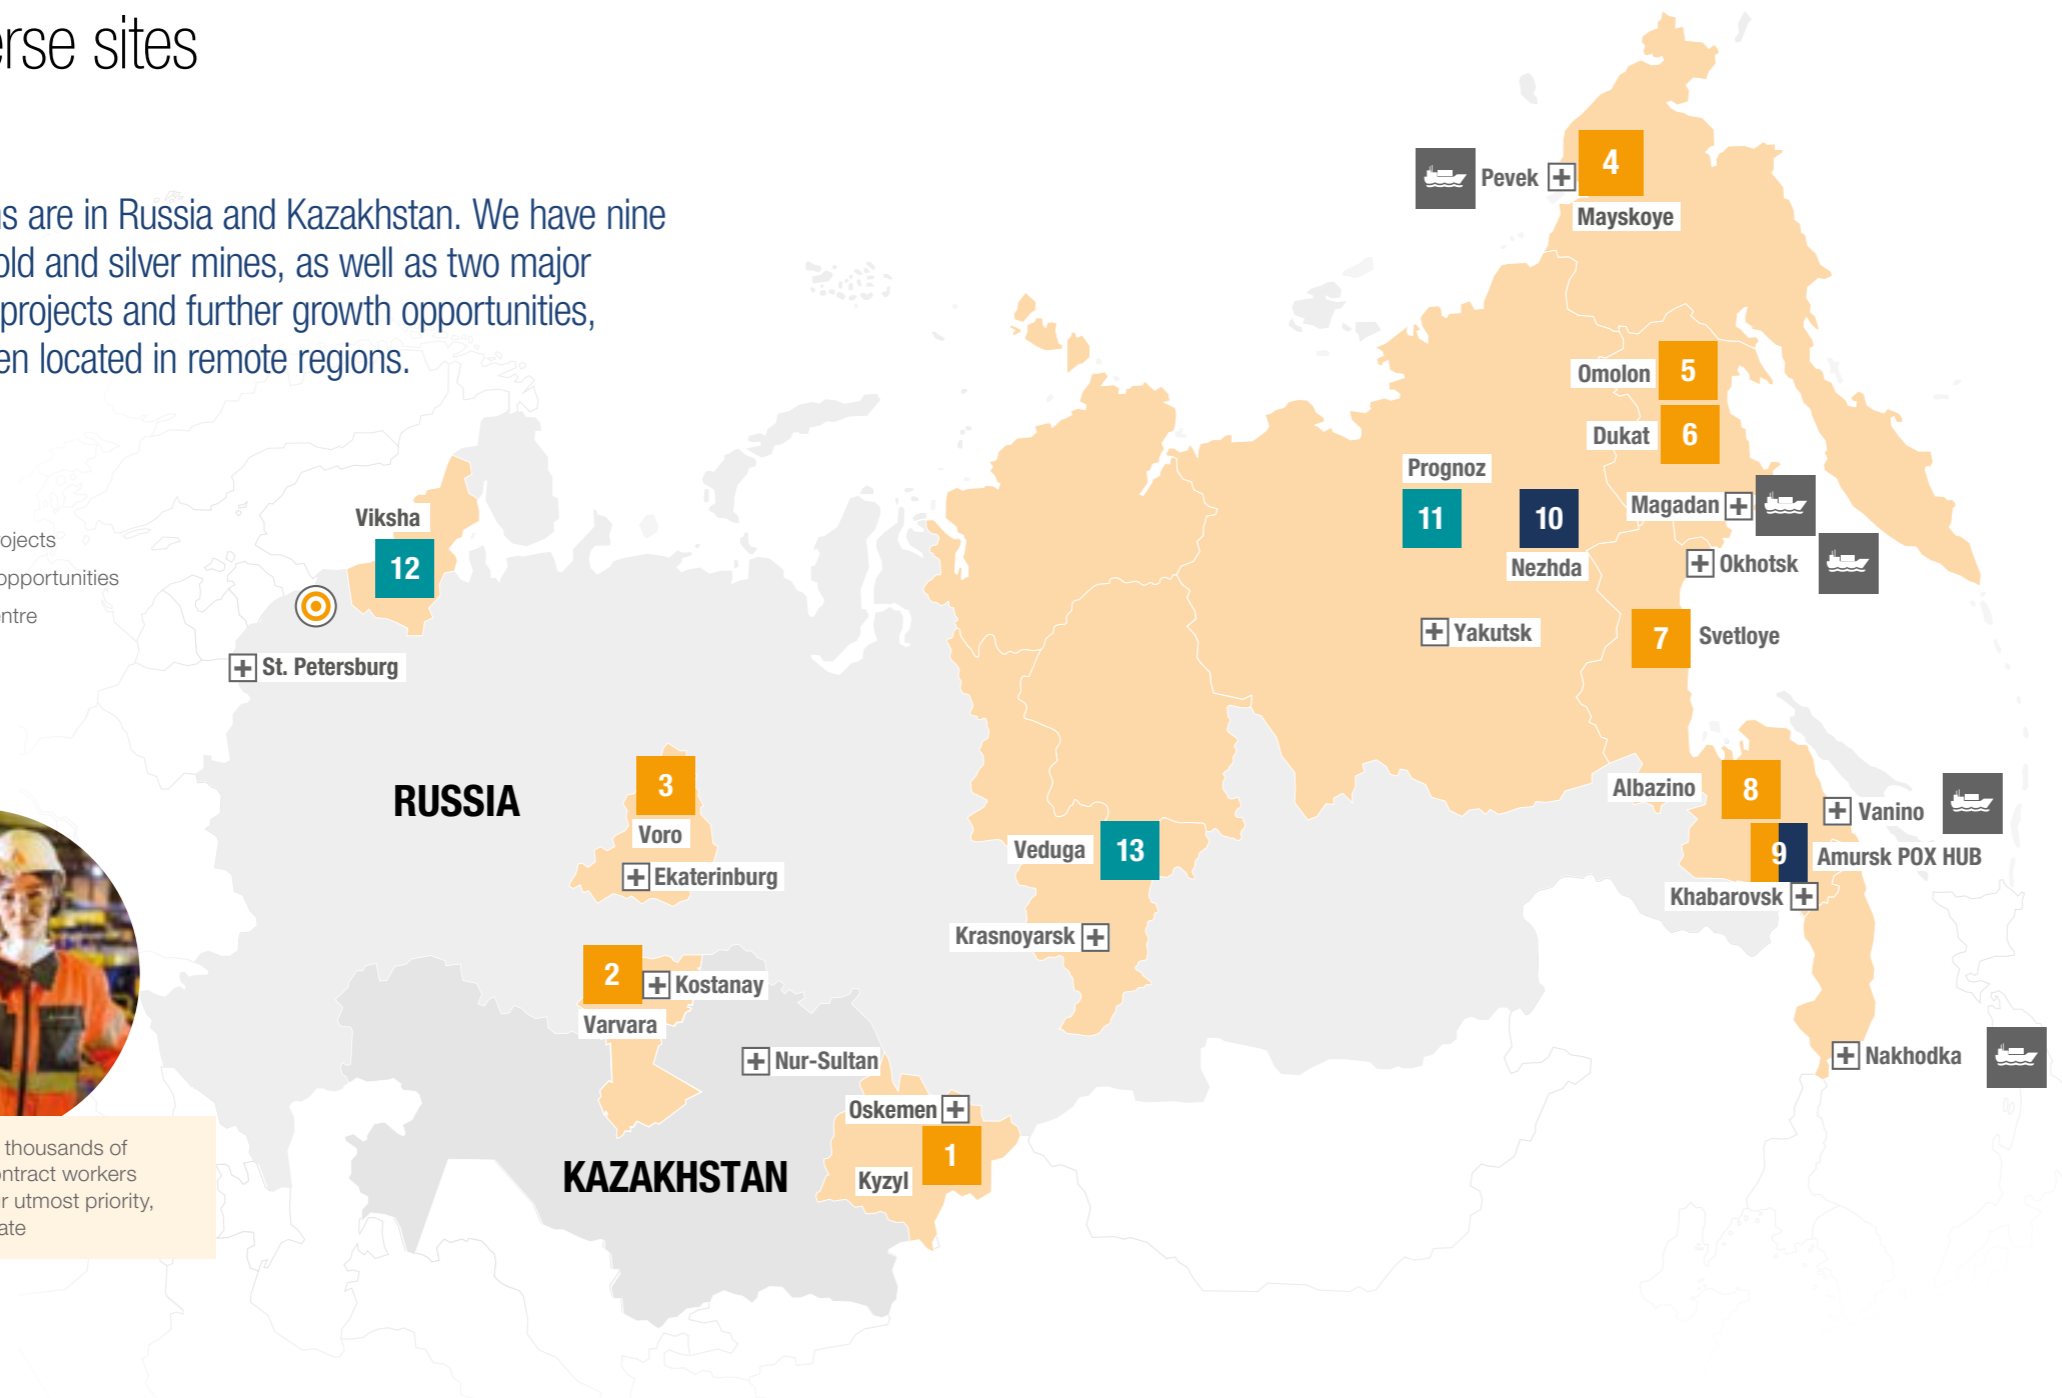 erse sites
ns are in Russia and Kazakhstan. We have nine
old and silver mines, as well as two major
projects and further growth opportunities,
en located in remote regions.
ojects
opportunities
entre
thousands of
ontract workers
r utmost priority,
ate
Pevek
4
Mayskoye
Omolon
5
Dukat
6
Prognoz
11
10
Nezhda
Magadan
Okhotsk
Yakutsk
7
Svetloye
Viksha
12
St. Petersburg
RUSSIA
3
Voro
Ekaterinburg
2
Kostanay
Varvara
Nur-Sultan
Oskemen
1
Kyzyl
KAZAKHSTAN
Veduga
13
Krasnoyarsk
Albazino
8
Vanino
9
Amursk POX HUB
Khabarovsk
Nakhodka